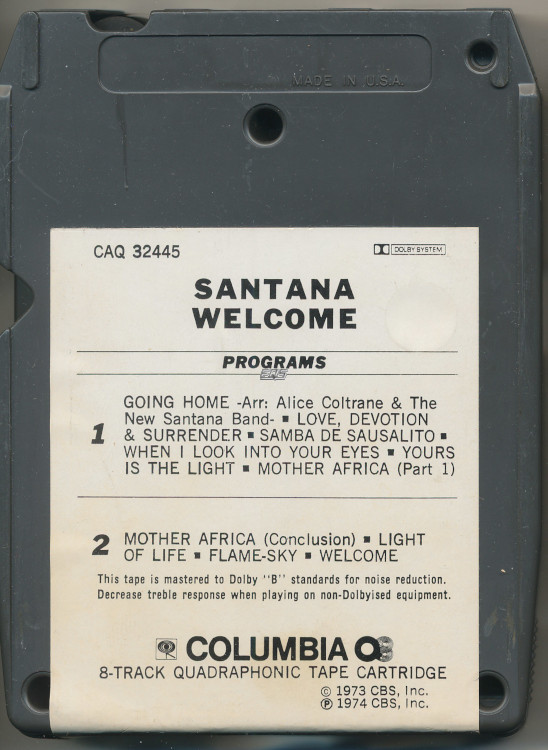 MADE IN U.S.A.
CAQ 32445
DOLBY SYSTEM
SANTANA
WELCOME
PROGRAMS
1
GOING HOME -Arr: Alice Coltrane & The
New Santana Band- ▪ LOVE, DEVOTION
& SURRENDER ▪ SAMBA DE SAUSALITO ▪
WHEN I LOOK INTO YOUR EYES ▪ YOURS
IS THE LIGHT ▪ MOTHER AFRICA (Part 1)
2
MOTHER AFRICA (Conclusion) ▪ LIGHT
OF LIFE ▪ FLAME-SKY ▪ WELCOME
This tape is mastered to Dolby "B" standards for noise reduction.
Decrease treble response when playing on non-Dolbyised equipment.
COLUMBIA Q8
8-TRACK QUADRAPHONIC TAPE CARTRIDGE
© 1973 CBS, Inc.
℗ 1974 CBS, Inc.